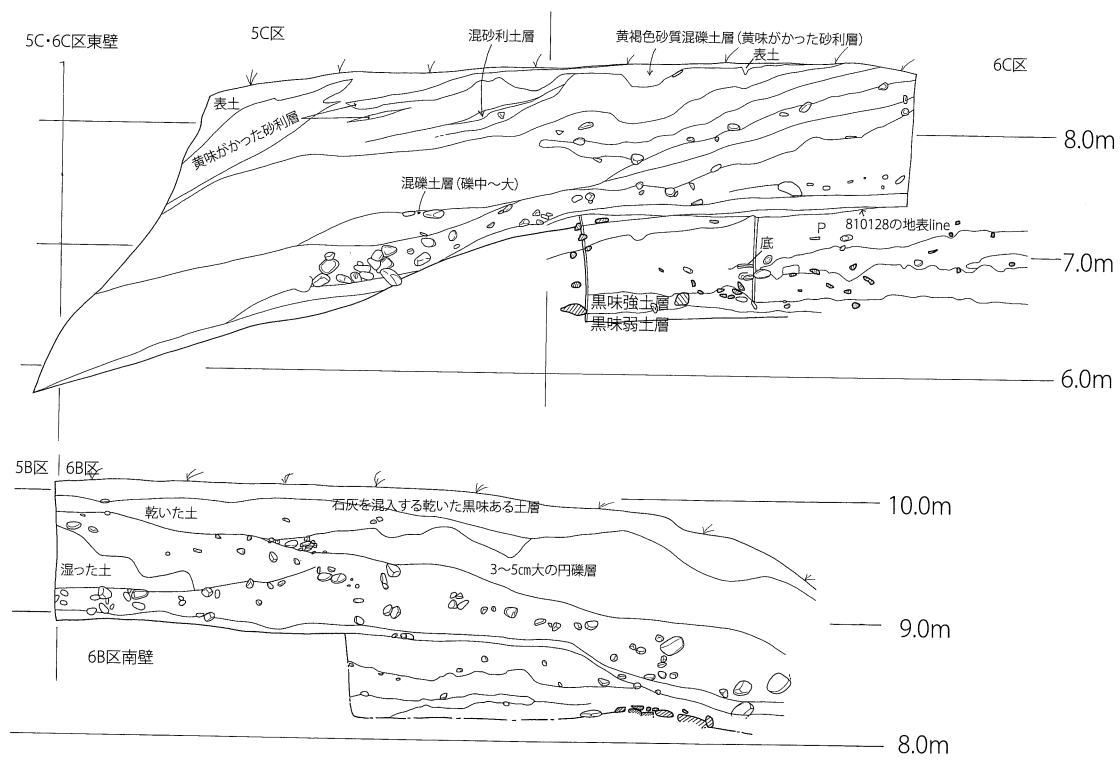 5C・6C区東壁
5C区
混砂利土層
黄褐色砂質混礫土層(黄味がかった砂利層)
表土
6C区
表土
黄味がかった砂利層
8.0m
混礫土層(礫中～大)
810128の地表line
P
底
7.0m
黒味強土層
黒味弱土層
6.0m
5B区
6B区
10.0m
乾いた土
石灰を混入する乾いた黒味ある土層
湿った土
3～5㎝大の円礫層
9.0m
6B区南壁
8.0m